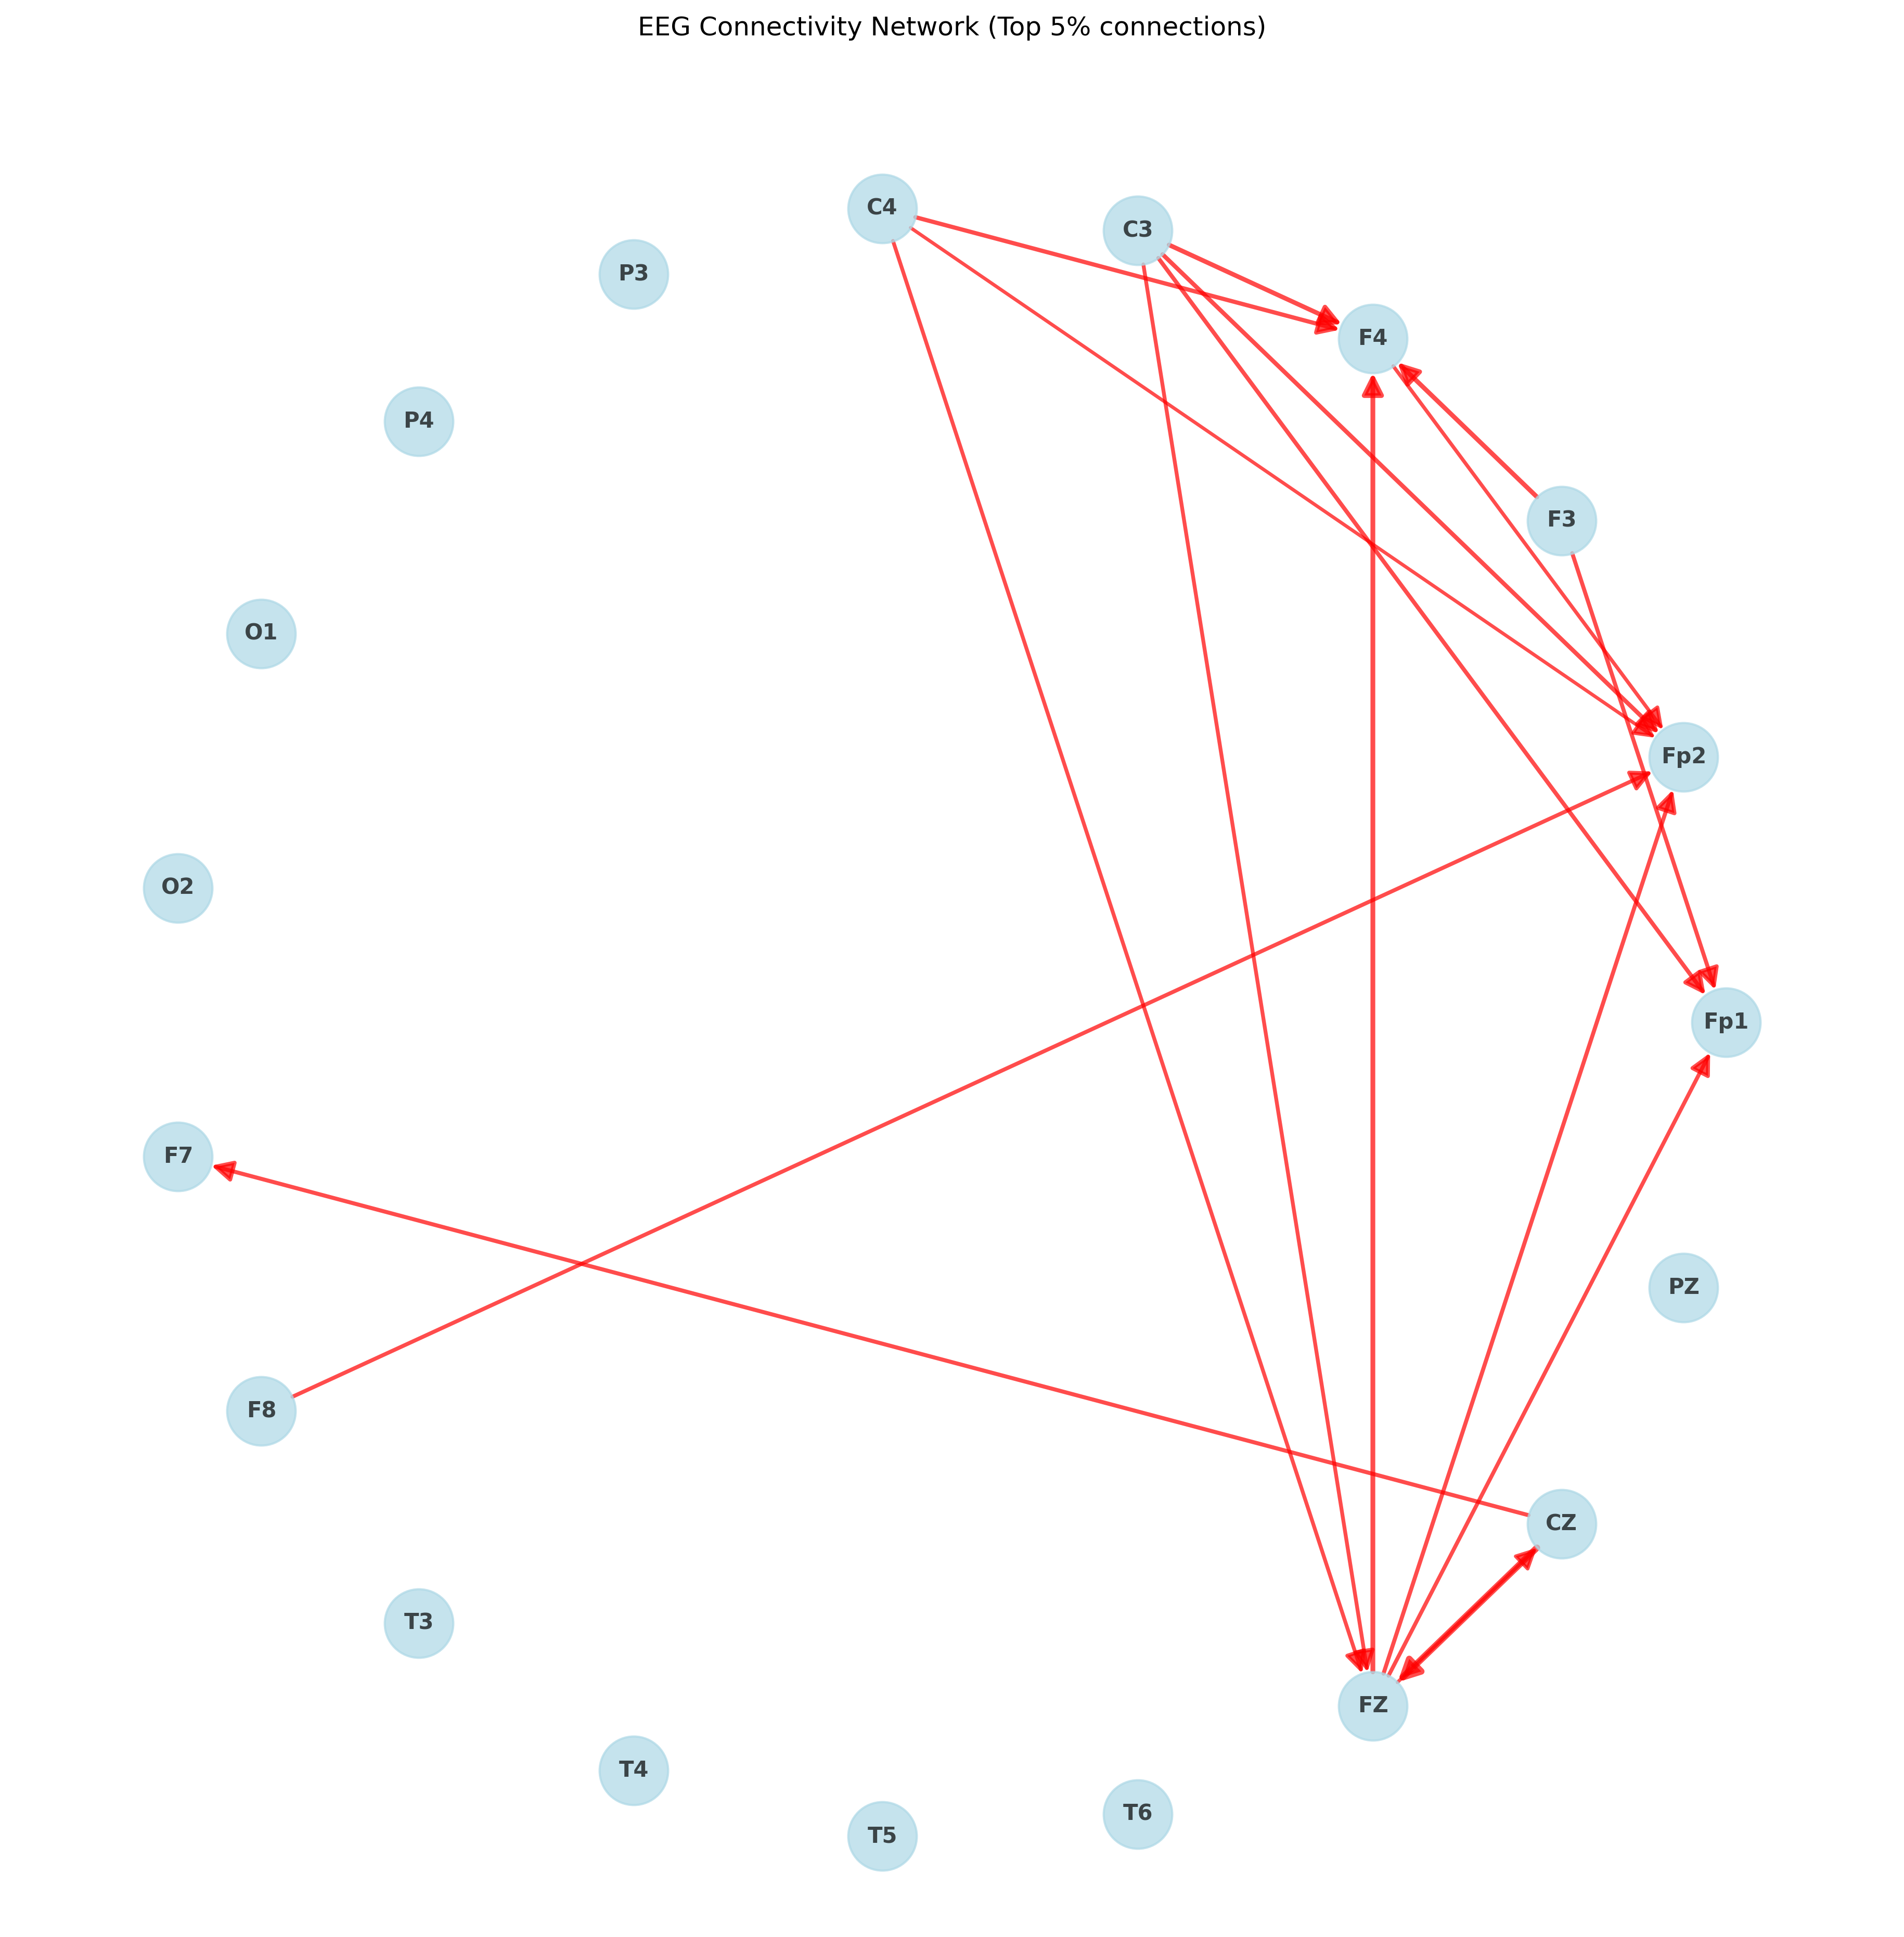 EEG Connectivity Network (Top 5% connections)
C4
C3
P3
F4
P4
F3
O1
Fp2
O2
Fp1
F7
PZ
F8
CZ
T3
FZ
T4
T6
T5